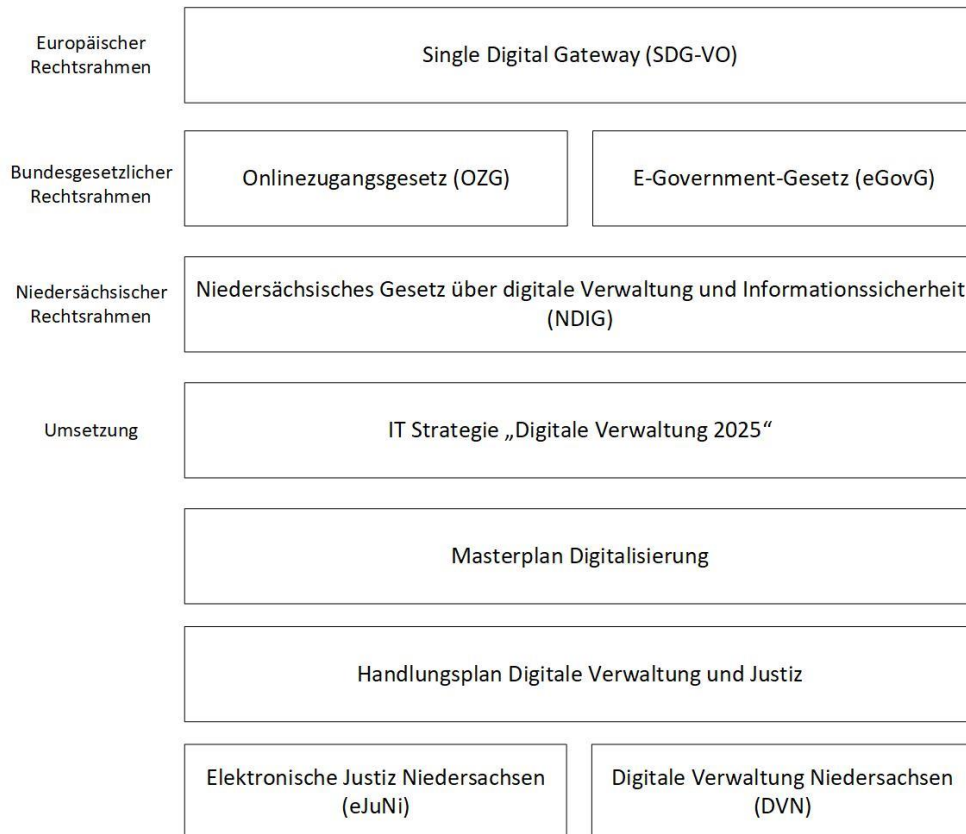 Europäischer
Rechtsrahmen
Single Digital Gateway (SDG-VO)
Bundesgesetzlicher
Rechtsrahmen
Onlinezugangsgesetz (OZG)
E-Government-Gesetz (eGovG)
Niedersächsischer
Rechtsrahmen
Niedersächsisches Gesetz über digitale Verwaltung und Informationssicherheit
(NDIG)
Umsetzung
IT Strategie „Digitale Verwaltung 2025“
Masterplan Digitalisierung
Handlungsplan Digitale Verwaltung und Justiz
Elektronische Justiz Niedersachsen
(eJuNi)
Digitale Verwaltung Niedersachsen
(DVN)